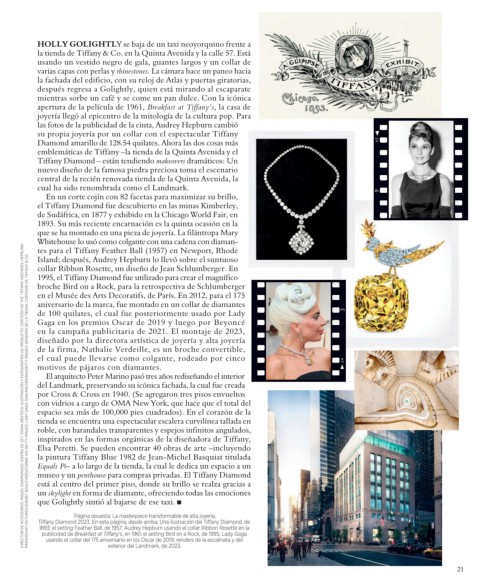 HOLLY GOLIGHTLY se baja de un taxi neoyorquino frente a
la tienda de Tiffany & Co. en la Quinta Avenida y la calle 57. Está
usando un vestido negro de gala, guantes largos y un collar de
varias capas con perlas y rhinestones. La cámara hace un paneo hacia
la fachada del edificio, con su reloj de Atlas y puertas giratorias,
después regresa a Golightly, quien está mirando al escaparate
mientras sorbe un café y se come un pan dulce. Con la icónica
apertura de la película de 1961, Breakfast at Tiffany's, la casa de
joyería llegó al epicentro de la mitología de la cultura pop. Para
las fotos de la publicidad de la cinta, Audrey Hepburn cambió
su propia joyería por un collar con el espectacular Tiffany
Diamond amarillo de 128.54 quilates. Ahora las dos cosas más
emblemáticas de Tiffany –la tienda de la Quinta Avenida y el
Tiffany Diamond – están tendiendo makeovers dramáticos: Un
nuevo diseño de la famosa piedra preciosa toma el escenario
central de la recién renovada tienda de la Quinta Avenida, la
cual ha sido renombrada como el Landmark.
En un corte cojín con 82 facetas para maximizar su brillo,
el Tiffany Diamond fue descubierto en las minas Kimberley,
de Sudáfrica, en 1877 y exhibido en la Chicago World Fair, en
1893. Su más reciente encarnación es la quinta ocasión en la
que se ha montado en una pieza de joyería. La filántropa Mary
Whitehouse lo usó como colgante con una cadena con diaman-
tes para el Tiffany Feather Ball (1957) en Newport, Rhode
Island; después, Audrey Hepburn lo llevó sobre el suntuoso
collar Ribbon Rosette, un diseño de Jean Schlumberger. En
1995, el Tiffany Diamond fue utilizado para crear el magnífico
broche Bird on a Rock, para la retrospectiva de Schlumberger
en el Musée des Arts Decoratifs, de París. En 2012, para el 175
aniversario de la marca, fue montado en un collar de diamantes
de 100 quilates, el cual fue posteriormente usado por Lady
Gaga en los premios Oscar de 2019 y luego por Beyoncé
en la campaña publicitaria de 2021. El montaje de 2023,
diseñado por la directora artística de joyería y alta joyería
de la firma, Nathalie Verdeille, es un broche convertible,
el cual puede llevarse como colgante, rodeado por cinco
motivos de pájaros con diamantes.
El arquitecto Peter Marino pasó tres años rediseñando el interior
del Landmark, preservando su icónica fachada, la cual fue creada
por Cross & Cross en 1940. (Se agregaron tres pisos envueltos
con vidrios a cargo de OMA New York, que hace que el total del
espacio sea más de 100,000 pies cuadrados). En el corazón de la
tienda se encuentra una espectacular escalera curvilínea tallada en
roble, con barandales transparentes y espejos infinitos angulados,
inspirados en las formas orgánicas de la diseñadora de Tiffany,
Elsa Peretti. Se pueden encontrar 40 obras de arte –incluyendo
la pintura Tiffany Blue 1982 de Jean-Michel Basquiat titulada
Equals Pi– a lo largo de la tienda, la cual le dedica un espacio a un
museo y un penthouse para compras privadas. El Tiffany Diamond
está al centro del primer piso, donde su brillo se realza gracias a
un skylight en forma de diamante, ofreciendo todas las emociones
que Golightly sintió al bajarse de ese taxi. ■
Página opuesta: La masterpiece transformable de alta joyería,
Tiffany Diamond 2023. En esta página, desde arriba: Una ilustración del Tiffany Diamond, de
1893; el setting Feather Ball, de 1957; Audrey Hepburn usando el collar Ribbon Rosette en la
publicidad de Breakfast at Tiffany's, en 1961; el setting Bird on a Rock, de 1995; Lady Gaga
usando el collar del 175 aniversario en los Oscar de 2019; renders de la escalinata y del
exterior del Landmark, de 2023.
A GLIMPSE
EXHIBIT
TIFFANY
Chicago,
1893.
21